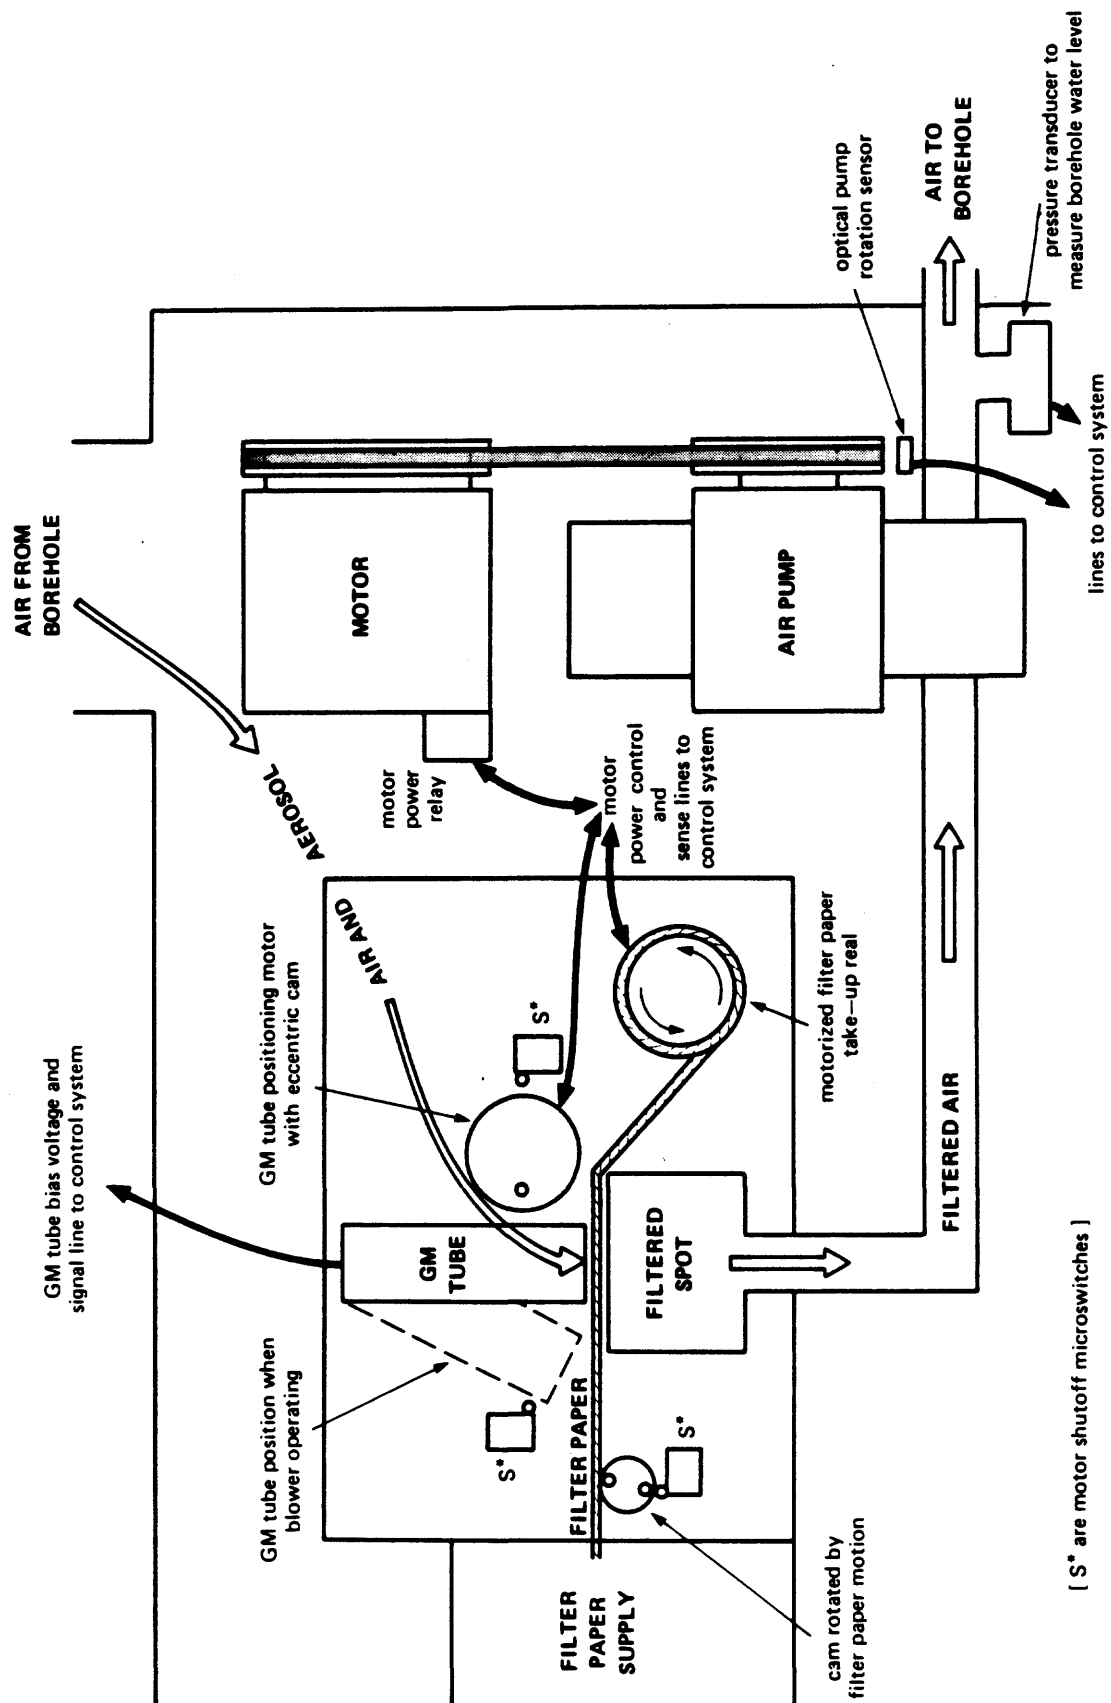 GM tube bias voltage and
signal line to control system
AIR FROM
BOREHOLE
GM tube position when
blower operating
GM tube positioning motor
with eccentric cam
AIR AND AEROSOL
motor
power
relay
MOTOR
S*
S*
GM
TUBE
FILTER PAPER
FILTER
PAPER
SUPPLY
motor
power control
and
sense lines to
control system
S*
FILTERED
SPOT
AIR PUMP
cam rotated by
filter paper motion
motorized filter paper
take-up real
optical pump
rotation sensor
FILTERED AIR
AIR TO
BOREHOLE
pressure transducer to
measure borehole water level
lines to control system
[ S* are motor shutoff microswitches ]